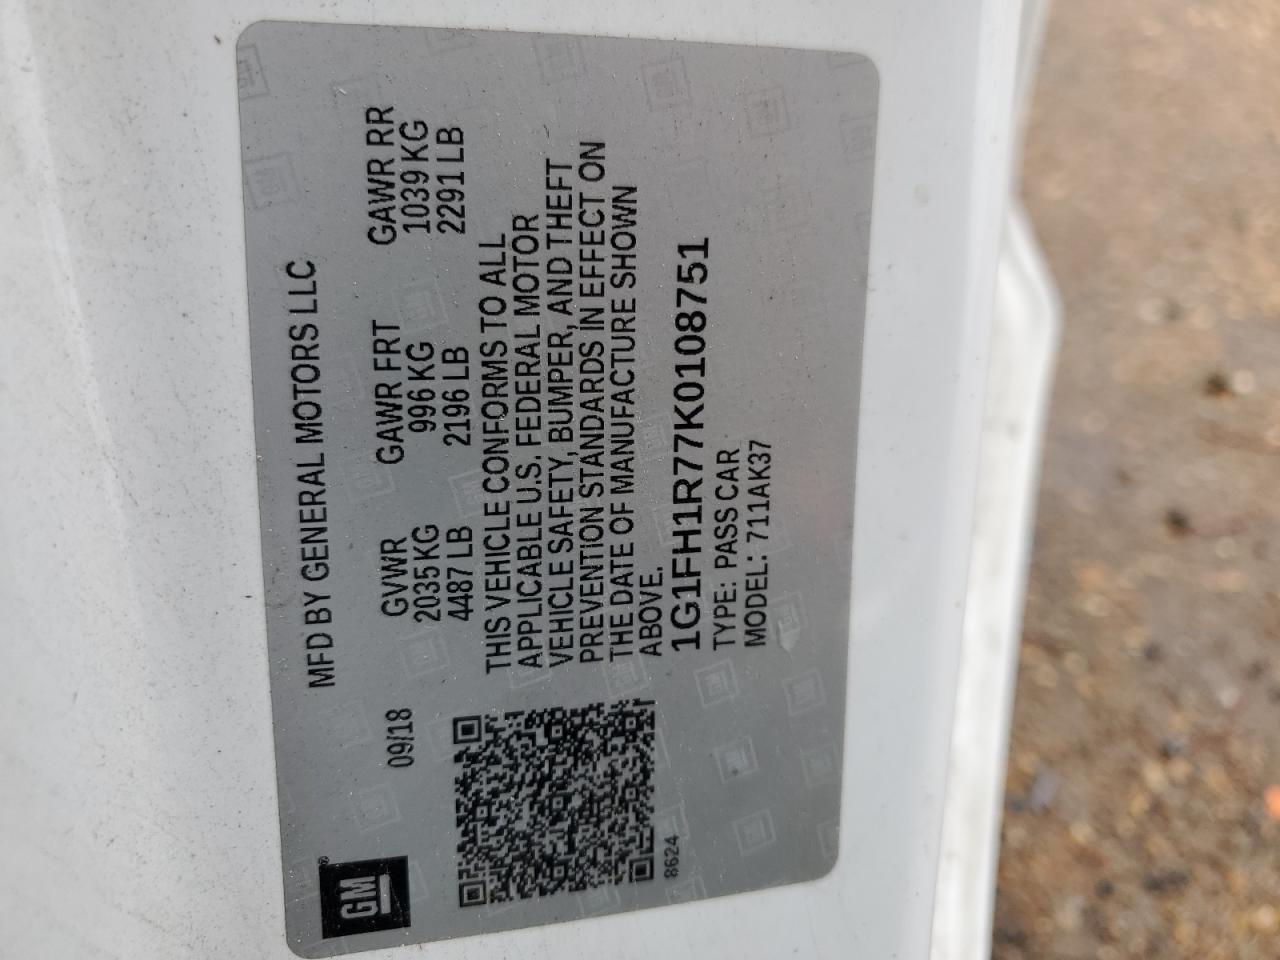 GM®
MFD BY GENERAL MOTORS LLC
09/18
GVWR GAWR FRT GAWR RR
2035 KG 996 KG 1039 KG
4487 LB 2196 LB 2291 LB
THIS VEHICLE CONFORMS TO ALL
APPLICABLE U.S. FEDERAL MOTOR
VEHICLE SAFETY, BUMPER, AND THEFT
PREVENTION STANDARDS IN EFFECT ON
THE DATE OF MANUFACTURE SHOWN
ABOVE.
8624
1G1FH1R77K0108751
TYPE: PASS CAR
MODEL: 711AK37